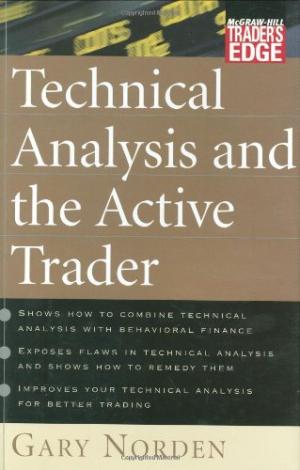 McGRAW-HILL
TRADER'S
EDGE
Technical
Analysis and
the Active
Trader
SHOWS HOW TO COMBINE TECHNICAL
ANALYSIS WITH BEHAVIORAL FINANCE
EXPOSES FLAWS IN TECHNICAL ANALYSIS
AND SHOWS HOW TO REMEDY THEM
IMPROVES YOUR TECHNICAL ANALYSIS
FOR BETTER TRADING
GARY NORDEN